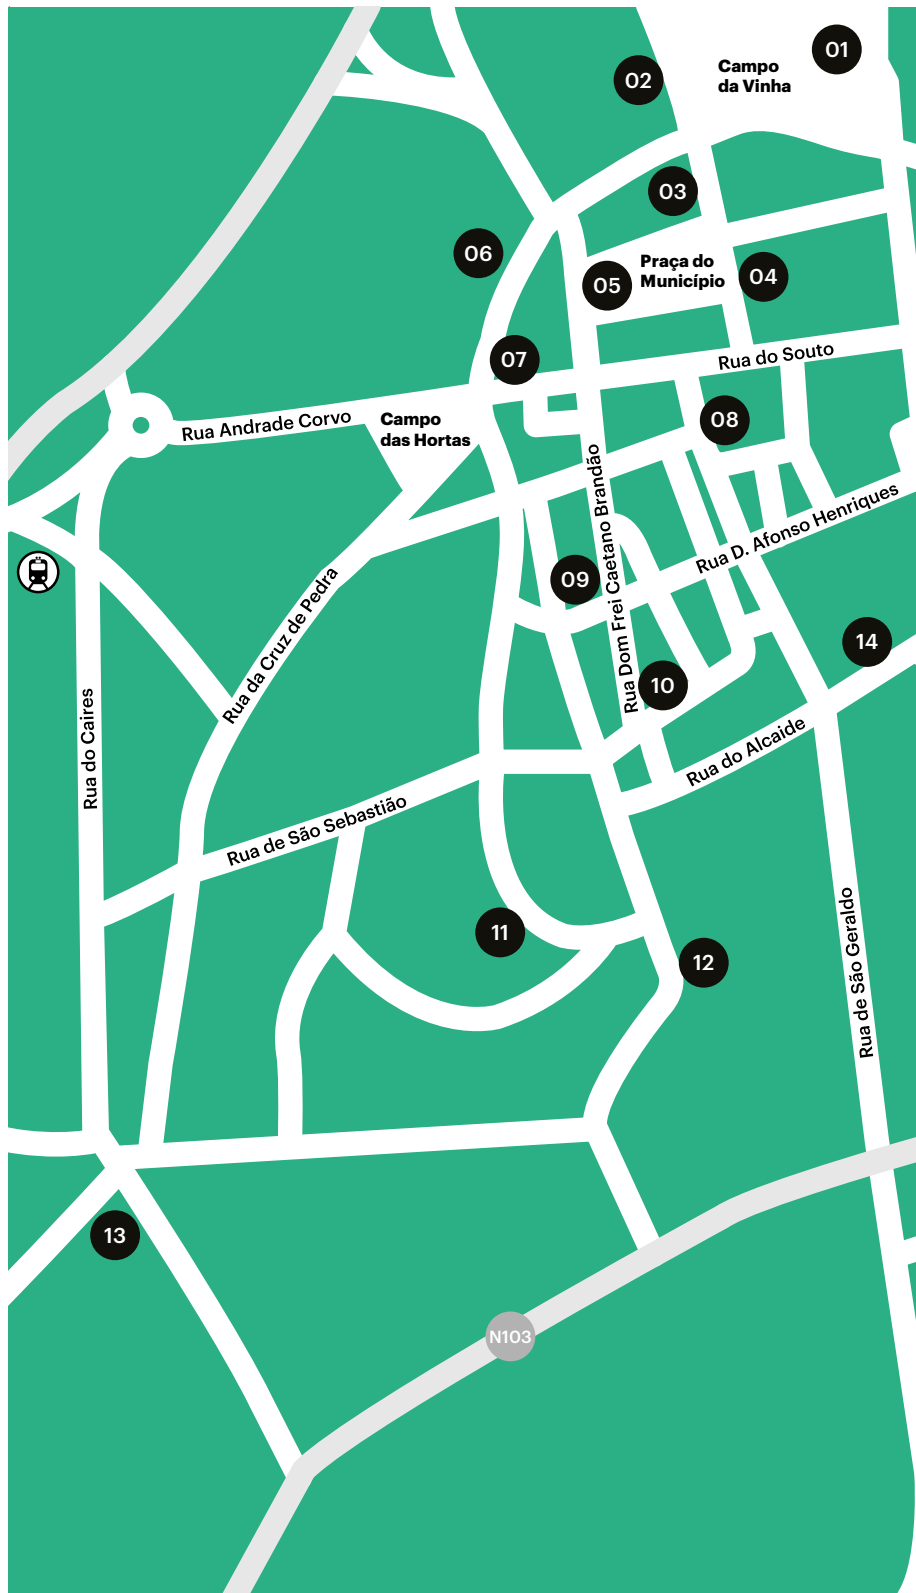 01
Campo
da Vinha
02
03
06
Praça do
Município
04
05
Rua do Souto
07
Rua Andrade Corvo
Campo
das Hortas
08
Rua Dom Frei Caetano Brandão
Rua D. Afonso Henriques
09
Rua da Cruz de Pedra
14
10
Rua do Caires
Rua do Alcaide
Rua de São Sebastião
11
12
Rua de São Geraldo
13
N103